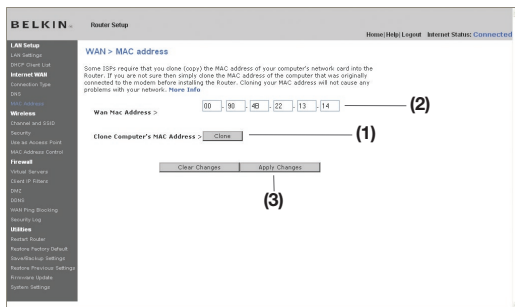 BELKIN®
Router Setup
Home|Help|Logout Internet Status: Connected
LAN Setup
LAN Settings
DHCP Client List
Internet WAN
Connection Type
DNS
MAC Address
Wireless
Channel and SSID
Security
Use as Access Point
MAC Address Control
Firewall
Virtual Servers
Client IP Filters
DMZ
DDNS
WAN Ping Blocking
Security Log
Utilities
Restart Router
Restore Factory Default
Save/Backup Settings
Restore Previous Settings
Firmware Update
System Settings
WAN > MAC address
Some ISPs require that you clone (copy) the MAC address of your computer's network card into the
Router. If you are not sure then simply clone the MAC address of the computer that was originally
connected to the modem before installing the Router. Cloning your MAC address will not cause any
problems with your network. More Info
Wan Mac Address > 00 . 90 . 4B . 22 . 13 . 14 (2)
Clone Computer's MAC Address > Clone (1)
Clear Changes Apply Changes
(3)